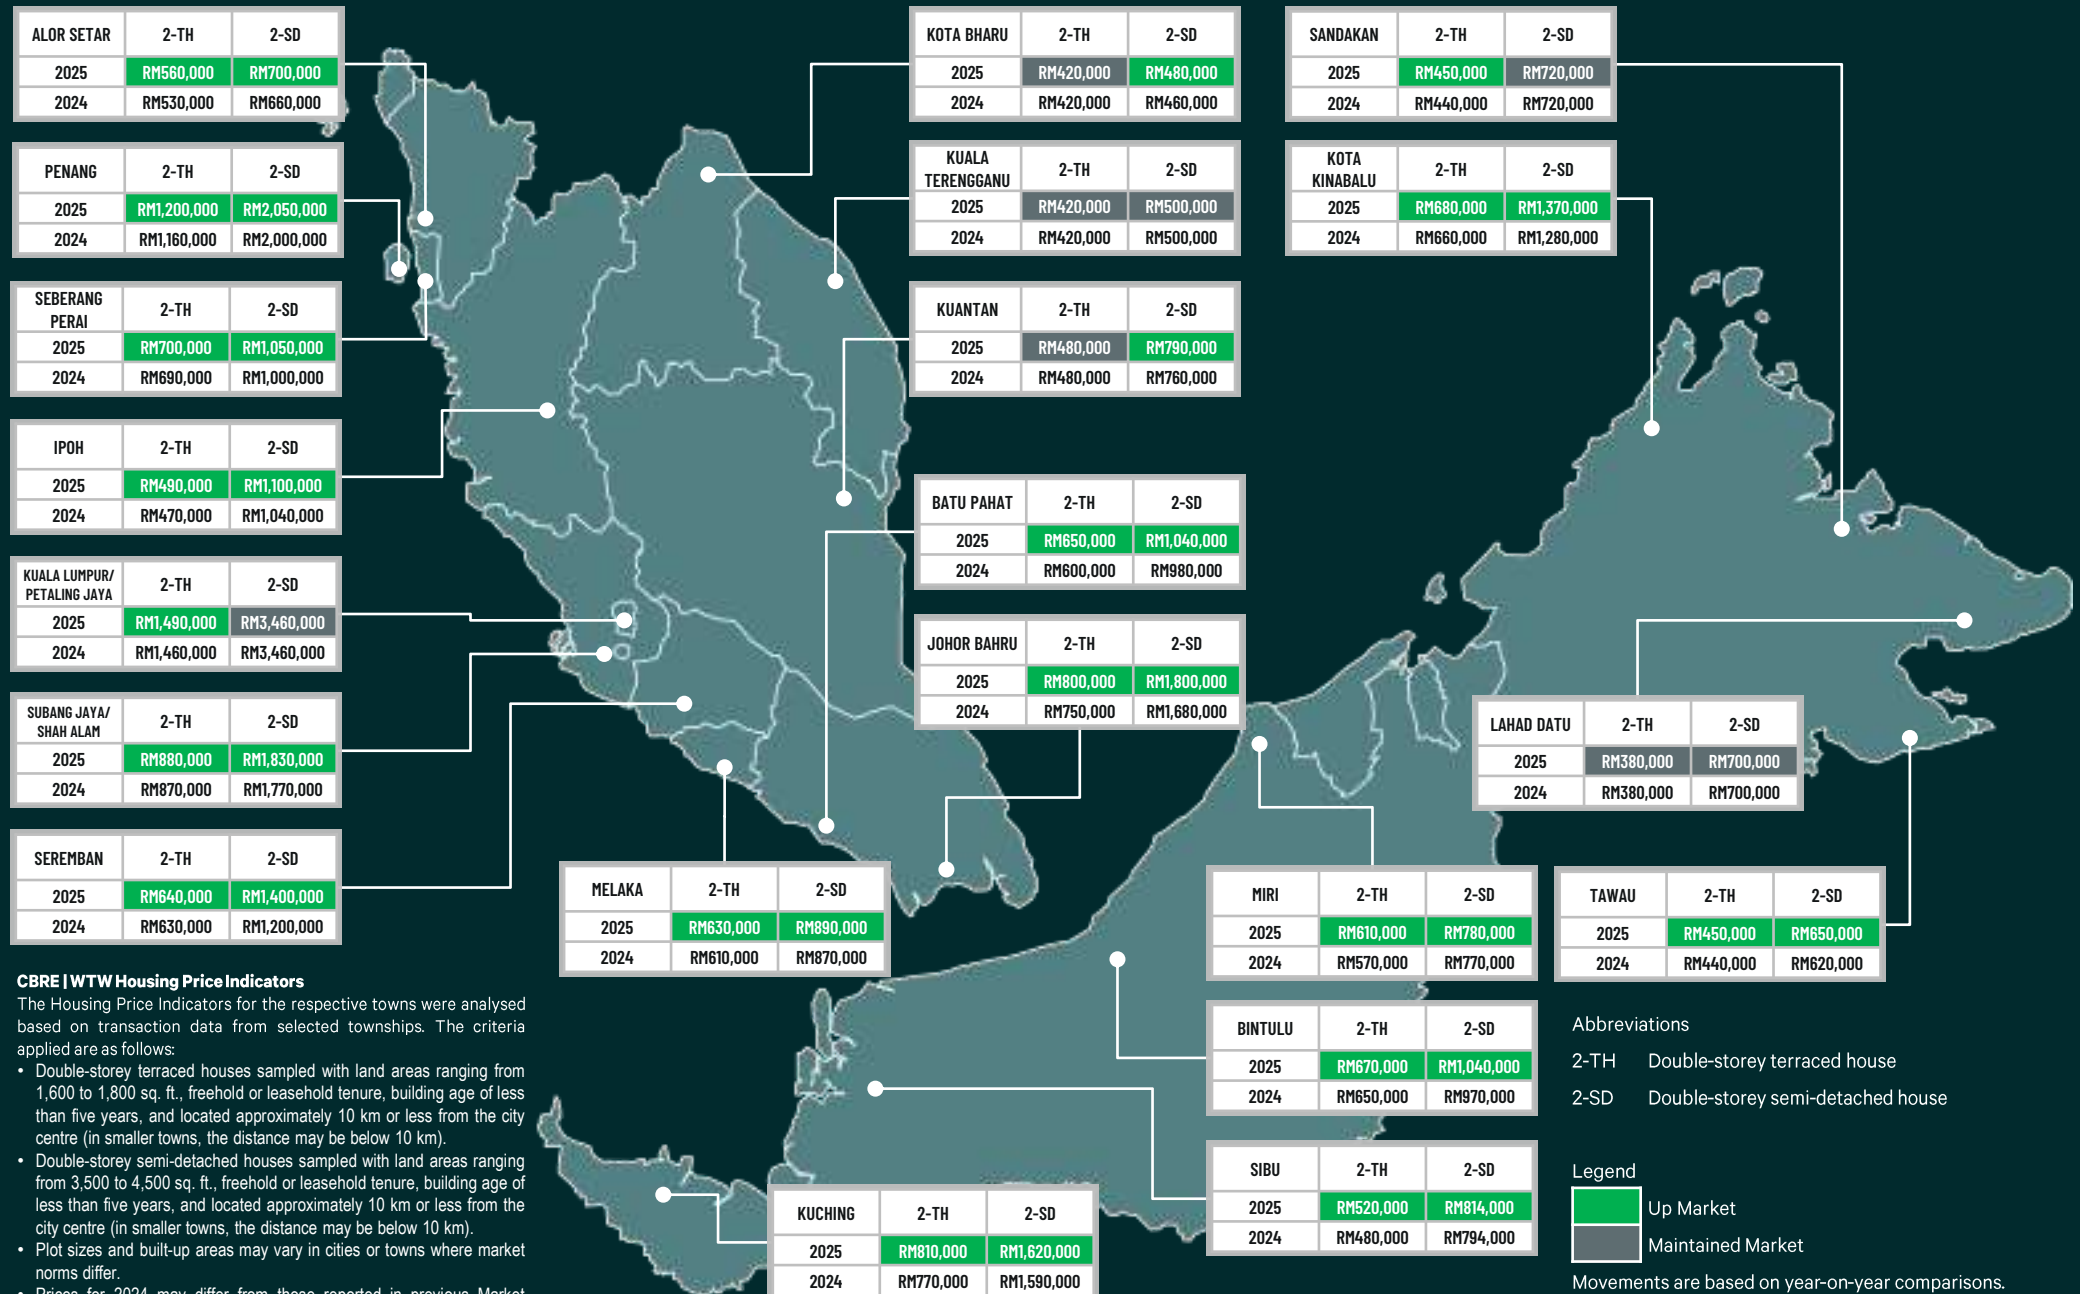 ALOR SETAR 2-TH 2-SD
2025 RM560,000 RM700,000
2024 RM530,000 RM660,000
PENANG 2-TH 2-SD
2025 RM1,200,000 RM2,050,000
2024 RM1,160,000 RM2,000,000
SEBERANG
PERAI 2-TH 2-SD
2025 RM700,000 RM1,050,000
2024 RM690,000 RM1,000,000
IPOH 2-TH 2-SD
2025 RM490,000 RM1,100,000
2024 RM470,000 RM1,040,000
KUALA LUMPUR/
PETALING JAYA 2-TH 2-SD
2025 RM1,490,000 RM3,460,000
2024 RM1,460,000 RM3,460,000
SUBANG JAYA/
SHAH ALAM 2-TH 2-SD
2025 RM880,000 RM1,830,000
2024 RM870,000 RM1,770,000
SEREMBAN 2-TH 2-SD
2025 RM640,000 RM1,400,000
2024 RM630,000 RM1,200,000
KOTA BHARU 2-TH 2-SD
2025 RM420,000 RM480,000
2024 RM420,000 RM460,000
KUALA
TERENGGANU 2-TH 2-SD
2025 RM420,000 RM500,000
2024 RM420,000 RM500,000
KUANTAN 2-TH 2-SD
2025 RM480,000 RM790,000
2024 RM480,000 RM760,000
BATU PAHAT 2-TH 2-SD
2025 RM650,000 RM1,040,000
2024 RM600,000 RM980,000
JOHOR BAHRU 2-TH 2-SD
2025 RM800,000 RM1,800,000
2024 RM750,000 RM1,680,000
MELAKA 2-TH 2-SD
2025 RM630,000 RM890,000
2024 RM610,000 RM870,000
SANDAKAN 2-TH 2-SD
2025 RM450,000 RM720,000
2024 RM440,000 RM720,000
KOTA
KINABALU 2-TH 2-SD
2025 RM680,000 RM1,370,000
2024 RM660,000 RM1,280,000
LAHAD DATU 2-TH 2-SD
2025 RM380,000 RM700,000
2024 RM380,000 RM700,000
MIRI 2-TH 2-SD
2025 RM610,000 RM780,000
2024 RM570,000 RM770,000
TAWAU 2-TH 2-SD
2025 RM450,000 RM650,000
2024 RM440,000 RM620,000
BINTULU 2-TH 2-SD
2025 RM670,000 RM1,040,000
2024 RM650,000 RM970,000
SIBU 2-TH 2-SD
2025 RM520,000 RM814,000
2024 RM480,000 RM794,000
KUCHING 2-TH 2-SD
2025 RM810,000 RM1,620,000
2024 RM770,000 RM1,590,000
CBRE | WTW Housing Price Indicators
The Housing Price Indicators for the respective towns were analysed
based on transaction data from selected townships. The criteria
applied are as follows:
• Double-storey terraced houses sampled with land areas ranging from
1,600 to 1,800 sq. ft., freehold or leasehold tenure, building age of less
than five years, and located approximately 10 km or less from the city
centre (in smaller towns, the distance may be below 10 km).
• Double-storey semi-detached houses sampled with land areas ranging
from 3,500 to 4,500 sq. ft., freehold or leasehold tenure, building age of
less than five years, and located approximately 10 km or less from the
city centre (in smaller towns, the distance may be below 10 km).
• Plot sizes and built-up areas may vary in cities or towns where market
norms differ.
• Prices for 2024 may differ from those reported in previous Market
Abbreviations
2-TH Double-storey terraced house
2-SD Double-storey semi-detached house
Legend
Up Market
Maintained Market
Movements are based on year-on-year comparisons.